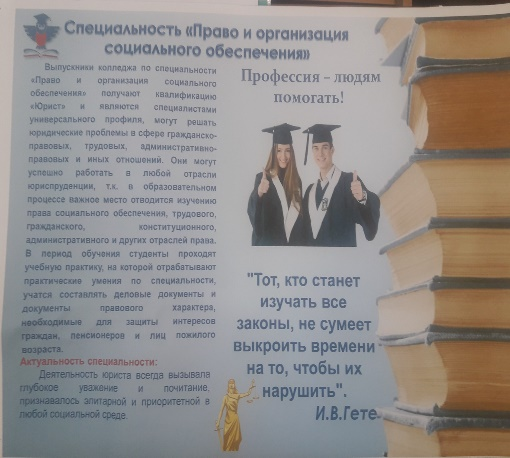 Специальность «Право и организация
социального обеспечения»
Выпускники колледжа по специальности
«Право и организация социального
обеспечения» получают квалификацию
«Юрист» и являются специалистами
универсального профиля, могут решать
юридические проблемы в сфере гражданско-
правовых, трудовых, административно-
правовых и иных отношений. Они могут
успешно работать в любой отрасли
юриспруденции, т.к. в образовательном
процессе важное место отводится изучению
права социального обеспечения, трудового,
гражданского, конституционного,
административного и других отраслей права.
В период обучения студенты проходят
учебную практику, на которой отрабатывают
практические умения по специальности,
учатся составлять деловые документы и
документы правового характера,
необходимые для защиты интересов
граждан, пенсионеров и лиц пожилого
возраста.
Актуальность специальности:
Деятельность юриста всегда вызывала
глубокое уважение и почитание,
признавалось элитарной и приоритетной в
любой социальной среде.
Профессия – людям
помогать!
"Тот, кто станет
изучать все
законы, не сумеет
выкроить времени
на то, чтобы их
нарушить".
И.В.Гете